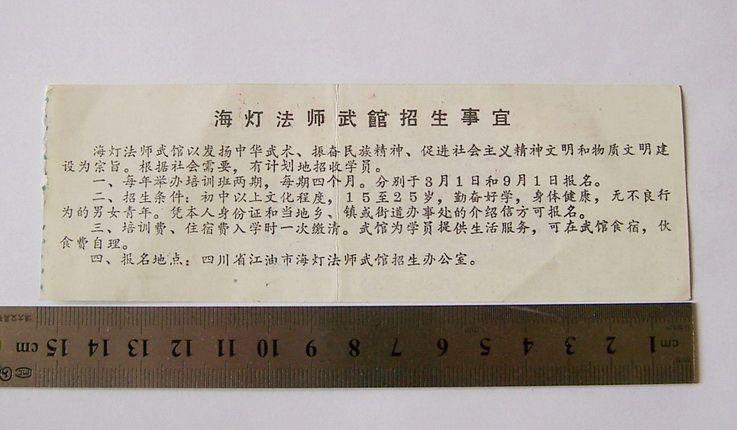 海灯法师武館招生事宜
海灯法师武馆以发扬中华武术、振奋民族精神、促进社会主义精神文明和物质文明建
设为宗旨。根据社会需要，有计划地招收学员。
一、每年举办培训班两期，每期四个月。分别于3月1日和9月1日报名。
二、招生条件：初中以上文化程度，15至25岁，勤奋好学，身体健康，无不良行
为的男女青年。凭本人身份证和当地乡、镇或街道办事处的介绍信方可报名。
三、培训费、住宿费入学时一次缴清。武馆为学员提供生活服务，可在武馆食宿，伙
食费自理。
四、报名地点：四川省江油市海灯法师武馆招生办公室。
cm 15 14 13 12 11 10 9 8 7 6 5 4 3 2 1